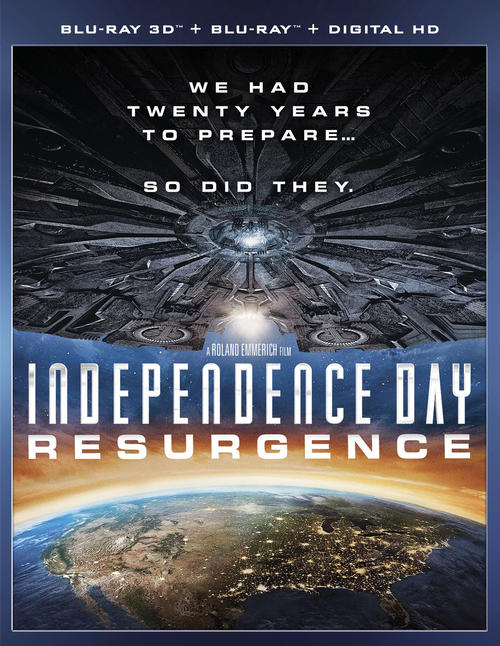 BLU-RAY 3D™ + BLU-RAY™ + DIGITAL HD
WE HAD
TWENTY YEARS
TO PREPARE...
SO DID THEY.
A ROLAND EMMERICH FILM
INDEPENDENCE DAY
RESURGENCE